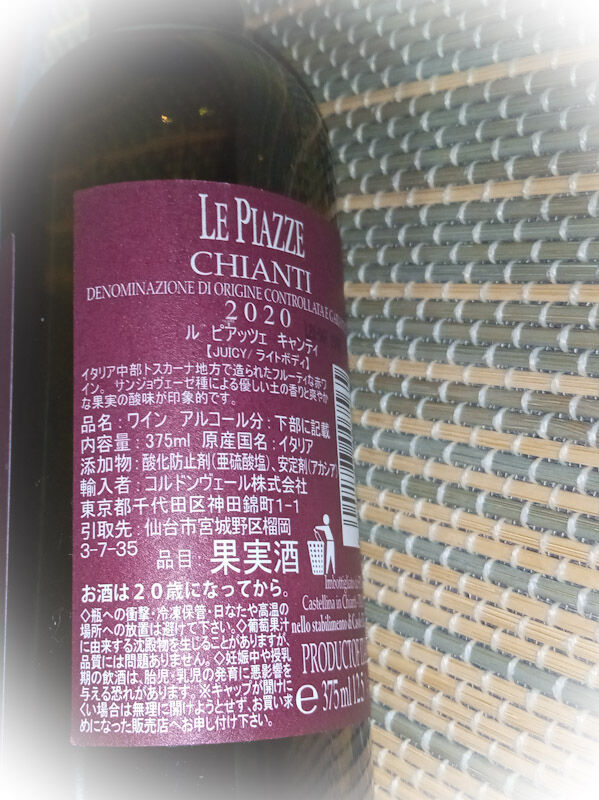 LE PIAZZE
CHIANTI
DENOMINAZIONE DI ORIGINE CONTROLLATA E
2020
ル ピアッツェ キャンティ
【JUICY/ライトボディ】
イタリア中部トスカーナ地方で造られたフルーティな赤ワ
イン。サンジョヴェーゼ種による優しい土の香りと爽やか
な果実の酸味が印象的です。
品名:ワイン アルコール分:下部に記載
内容量:375ml 原産国名:イタリア
添加物:酸化防止剤(亜硫酸塩)、安定剤(アカシア)
輸入者:コルドンヴェール株式会社
東京都千代田区神田錦町1-1
引取先:仙台市宮城野区榴岡
3-7-35 品目 果実酒
お酒は20歳になってから。
◇瓶への衝撃・冷凍保管・日なたや高温の
場所への放置は避けて下さい。◇葡萄果汁
に由来する沈殿物を生じることがありますが、
品質には問題ありません。◇妊娠中や授乳
期の飲酒は、胎児・乳児の発育に悪影響を
与える恐れがあります。※キャップが開けに
くい場合は無理に開けようとせず、お買い求
めになった販売店へお申し付け下さい。
Imbottigliato
Castellina in Chianti
nello stabilimento di
PRODUCT OF
e 375 ml 12.5